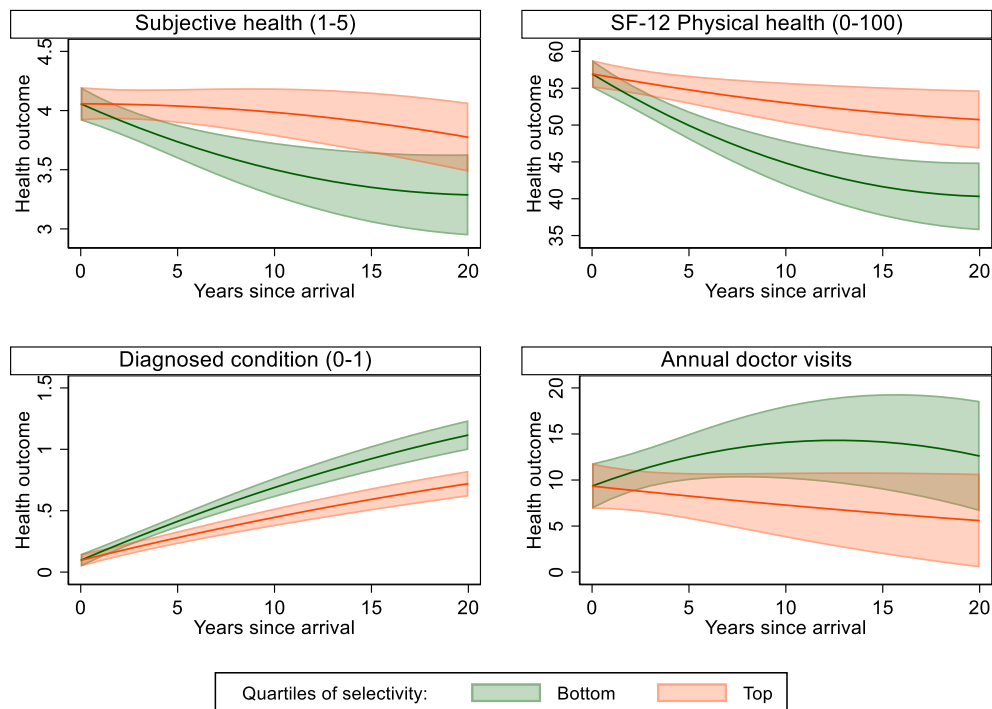 Subjective health (1-5)
Health outcome
4.5
4
3.5
3
0 5 10 15 20
Years since arrival
SF-12 Physical health (0-100)
Health outcome
60
55
50
45
40
35
0 5 10 15 20
Years since arrival
Diagnosed condition (0-1)
Health outcome
1.5
1
.5
0
0 5 10 15 20
Years since arrival
Annual doctor visits
Health outcome
20
15
10
5
0
0 5 10 15 20
Years since arrival
Quartiles of selectivity: Bottom Top